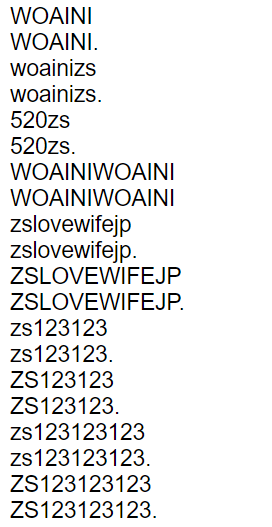 WOAINI
WOAINI.
woainizs
woainizs.
520zs
520zs.
WOAINIWOAINI
WOAINIWOAINI
zslovewifejp
zslovewifejp.
ZSLOVEWIFEJP
ZSLOVEWIFEJP.
zs123123
zs123123.
ZS123123
ZS123123.
zs123123123
zs123123123.
ZS123123123
ZS123123123.